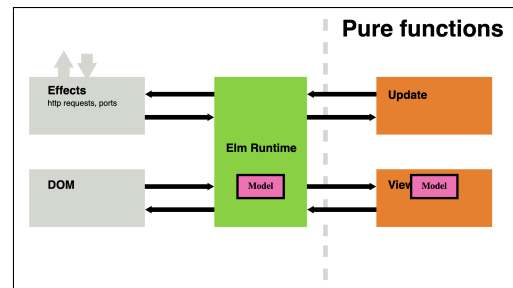 Pure functions
Effects
http requests, ports
Update
Elm Runtime
DOM
Model
View
Model